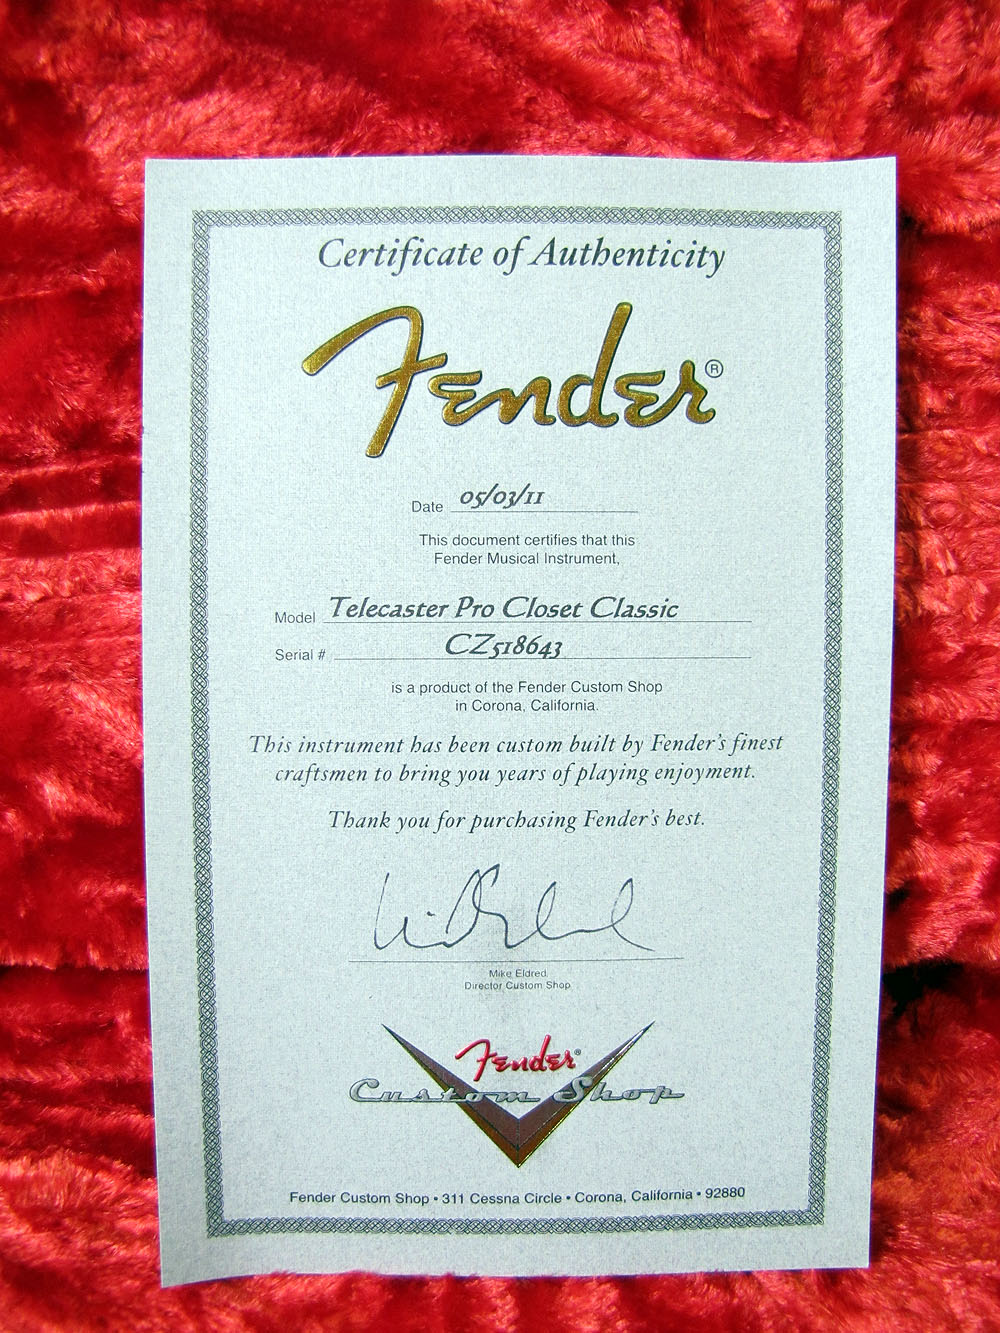 Certificate of Authenticity
Fender®
Date 05/03/11
This document certifies that this
Fender Musical Instrument,
Model Telecaster Pro Closet Classic
Serial # CZ518643
is a product of the Fender Custom Shop
in Corona, California.
This instrument has been custom built by Fender's finest
craftsmen to bring you years of playing enjoyment.
Thank you for purchasing Fender's best.
Mike Eldred
Director Custom Shop
Fender®
Custom Shop
Fender Custom Shop • 311 Cessna Circle • Corona, California • 92880